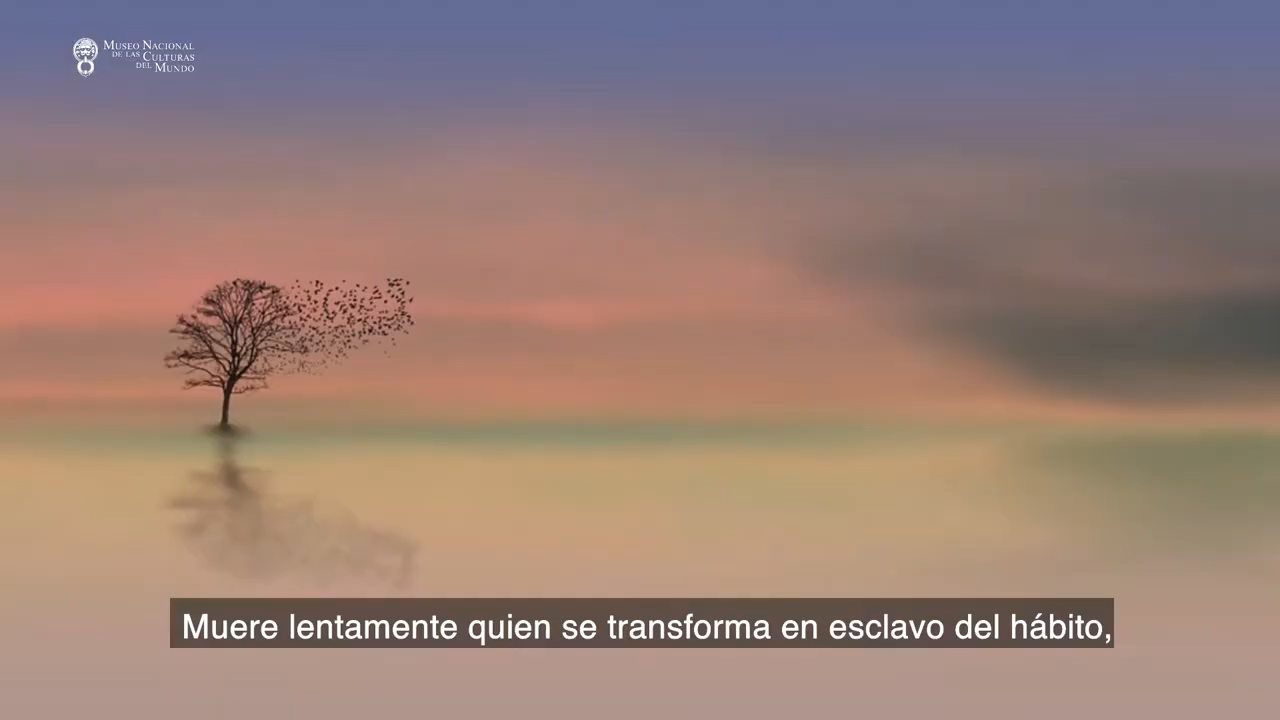 Museo Nacional
de las Culturas
del Mundo
Muere lentamente quien se transforma en esclavo del hábito,